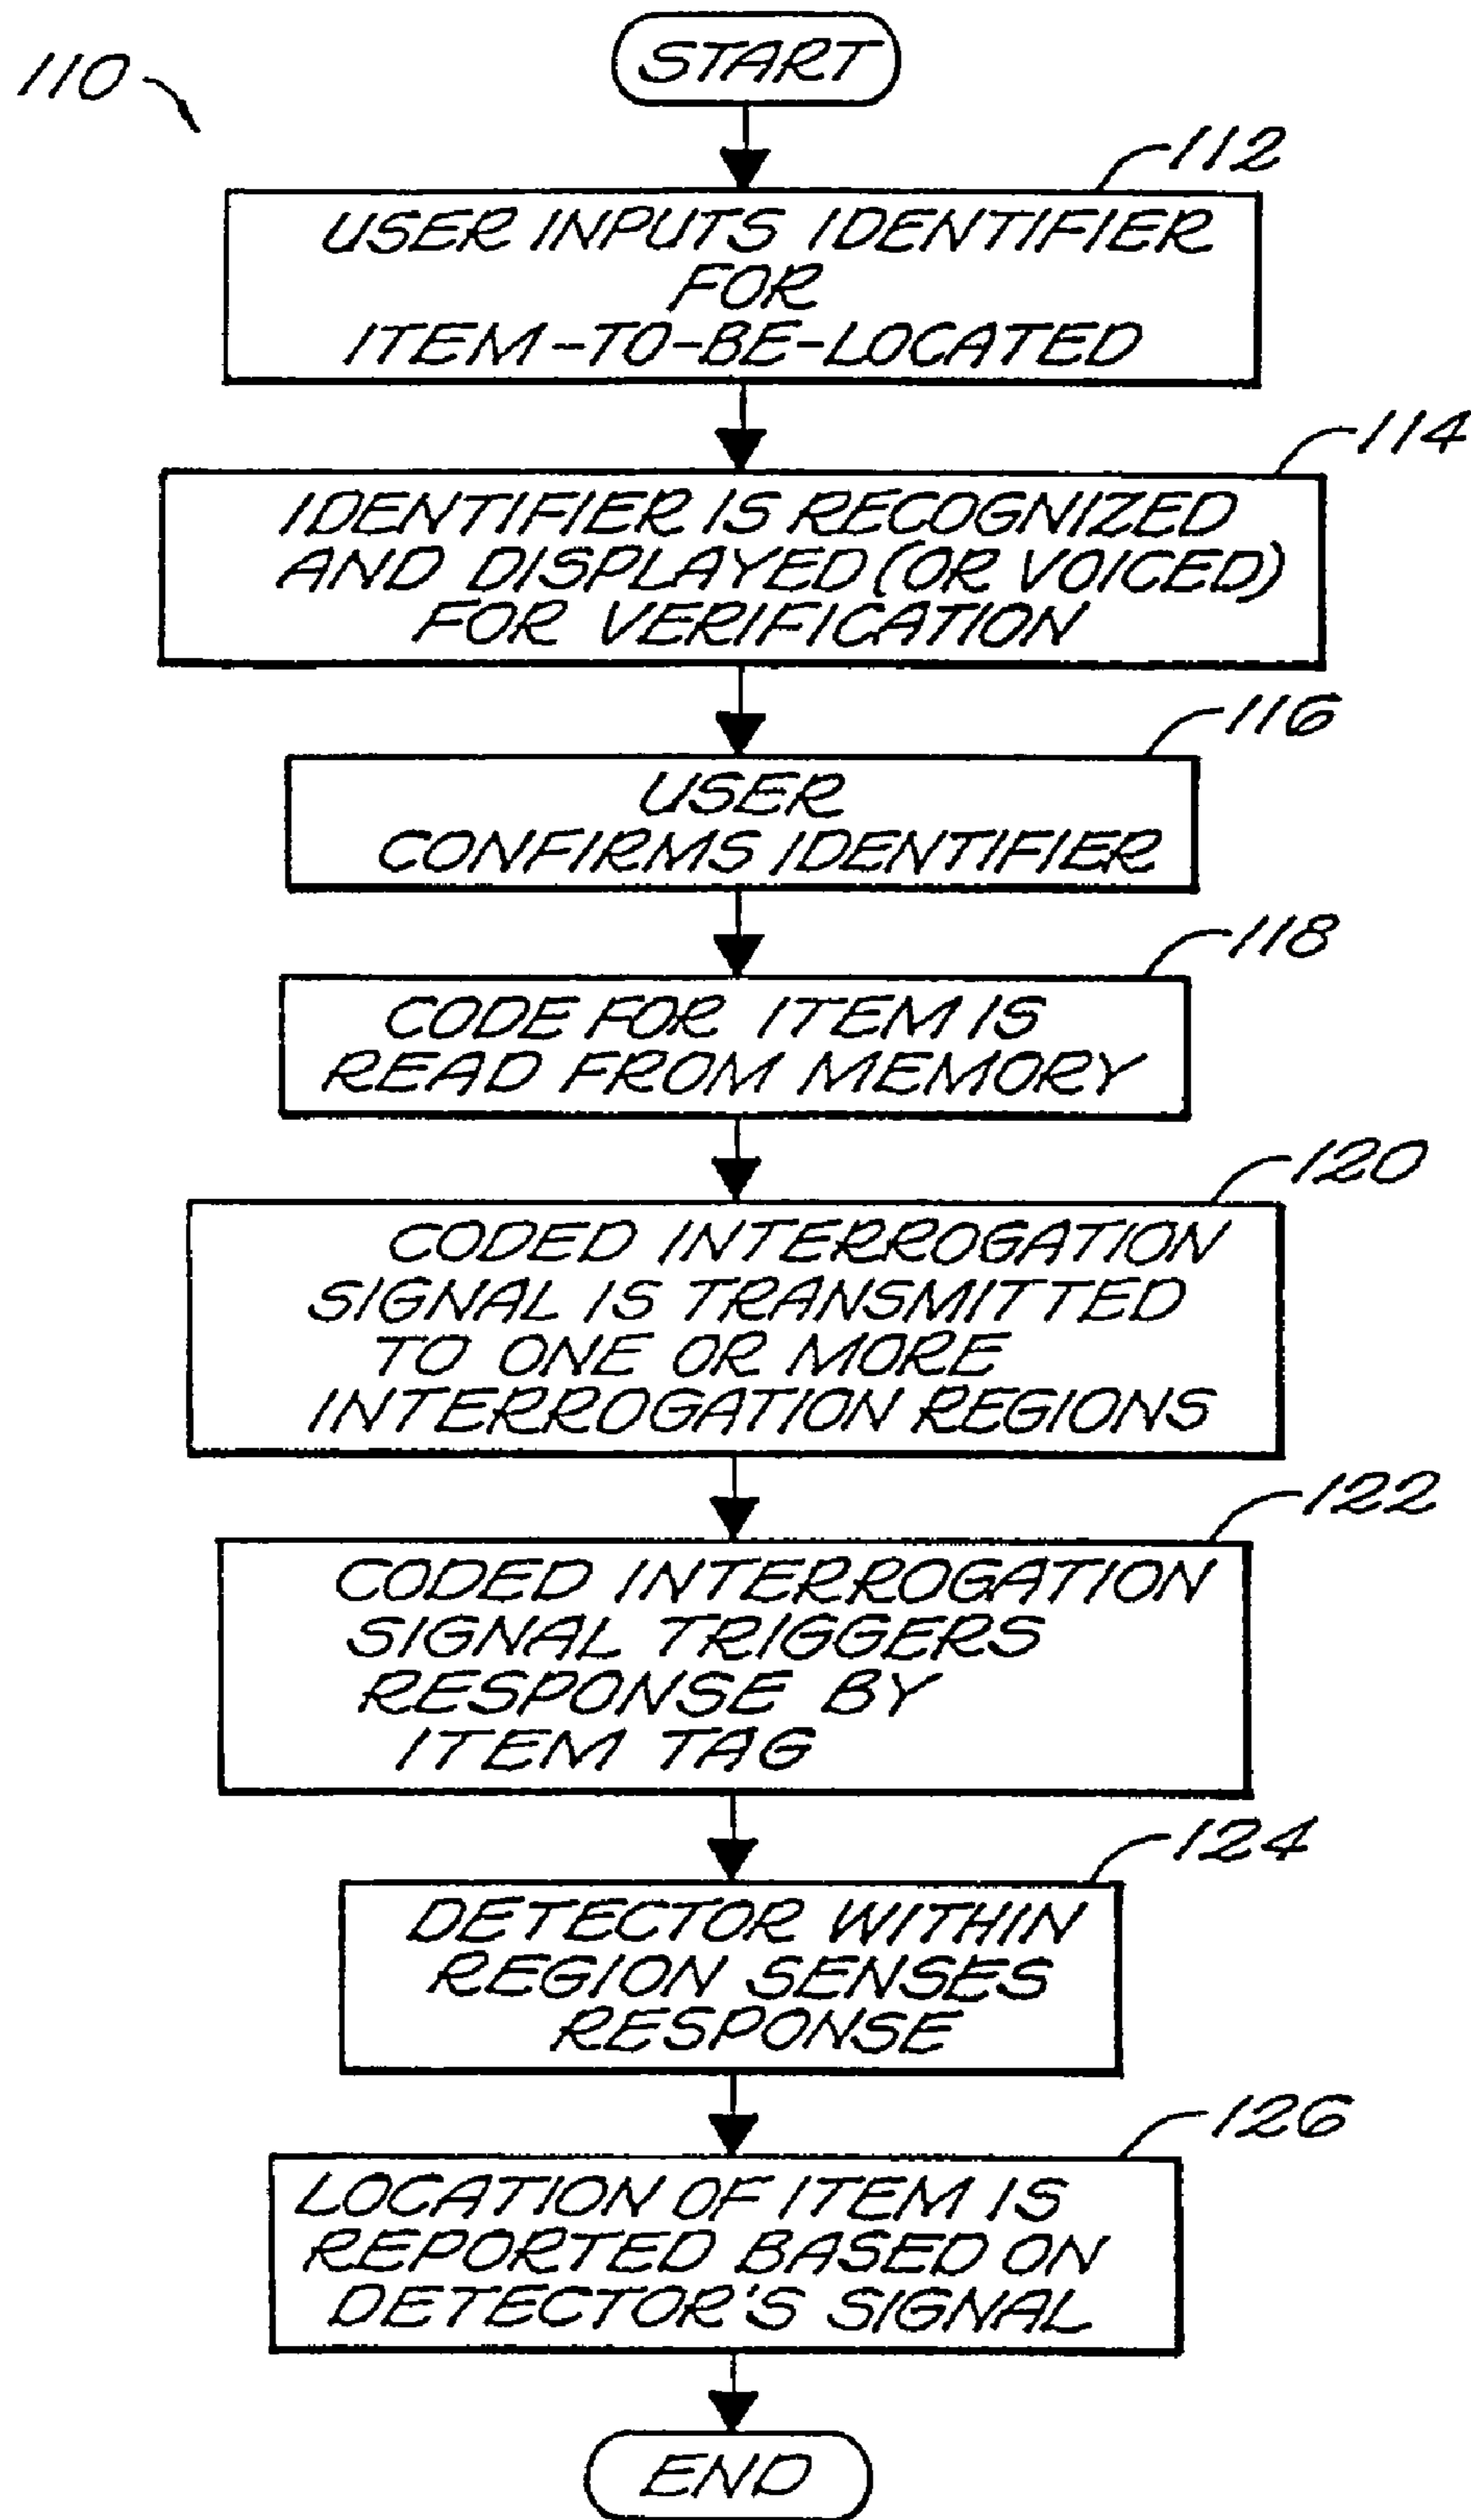 110
START
112
USER INPUTS IDENTIFIER
FOR
ITEM-TO-BE-LOCATED
114
IDENTIFIER IS RECOGNIZED
AND DISPLAYED (OR VOICED)
FOR VERIFICATION
116
USER
CONFIRMS IDENTIFIER
118
CODE FOR ITEM IS
READ FROM MEMORY
120
CODED INTERROGATION
SIGNAL IS TRANSMITTED
TO ONE OR MORE
INTERROGATION REGIONS
122
CODED INTERROGATION
SIGNAL TRIGGERS
RESPONSE BY
ITEM TAG
124
DETECTOR WITHIN
REGION SENSES
RESPONSE
126
LOCATION OF ITEM IS
REPORTED BASED ON
DETECTOR'S SIGNAL
END